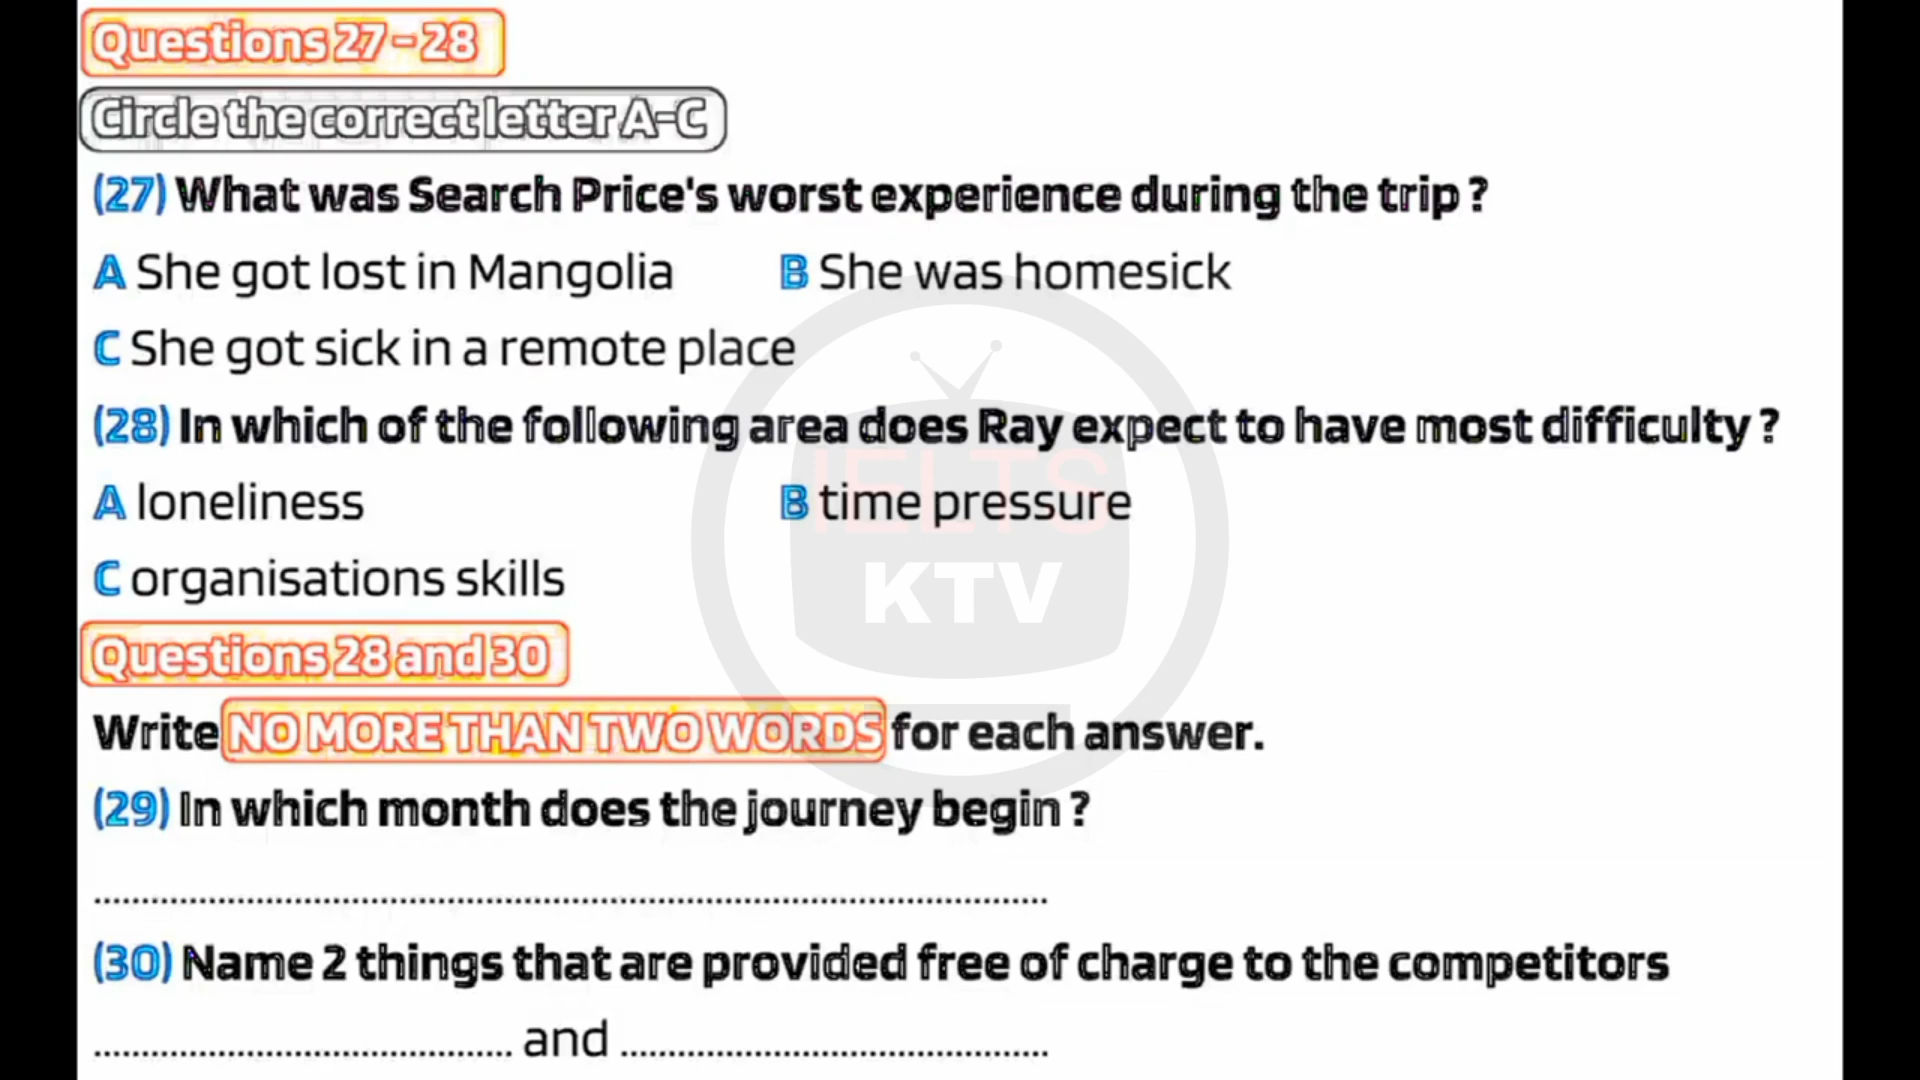 Questions 27 - 28
Circle the correct letter A-C
(27) What was Search Price's worst experience during the trip ?
A She got lost in Mangolia B She was homesick
C She got sick in a remote place
(28) In which of the following area does Ray expect to have most difficulty ?
A loneliness B time pressure
C organisations skills
IELTS
KTV
Questions 28 and 30
Write NO MORE THAN TWO WORDS for each answer.
(29) In which month does the journey begin ?
................................................................................
(30) Name 2 things that are provided free of charge to the competitors
................................... and ....................................